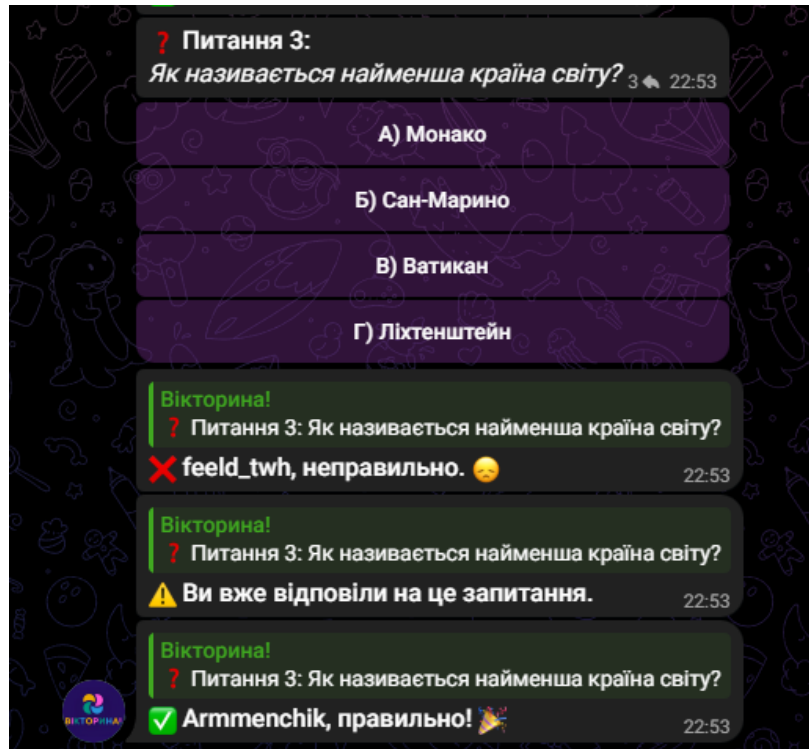 ❓ Питання 3:
Як називається найменша країна світу? 3 22:53
А) Монако
Б) Сан-Марино
В) Ватикан
Г) Ліхтенштейн
Вікторина!
❓ Питання 3: Як називається найменша країна світу?
❌ feeld_twh, неправильно. 😞 22:53
Вікторина!
❓ Питання 3: Як називається найменша країна світу?
⚠️ Ви вже відповіли на це запитання. 22:53
Вікторина!
❓ Питання 3: Як називається найменша країна світу?
ВІКТОРИНА!
✅ Armmenchik, правильно! 🎉 22:53